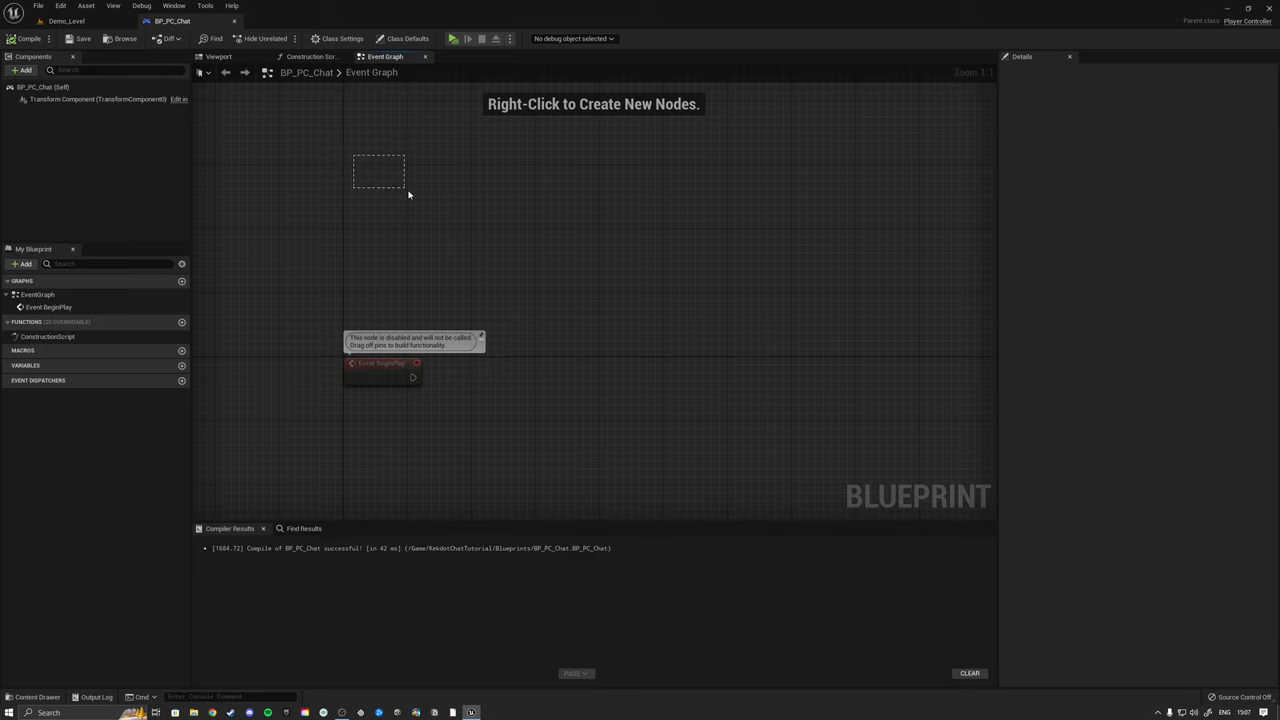 File Edit Asset View Debug Window Tools Help
Demo_Level
BP_PC_Chat
Parent class: Player Controller
Compile
Save
Browse
Diff
Find
Hide Unrelated
Class Settings
Class Defaults
No debug object selected
Components
Viewport
Construction Scr...
Event Graph
Details
Add
Search
BP_PC_Chat > Event Graph
Zoom 1:1
BP_PC_Chat (Self)
Transform Component (TransformComponent0) Edit in
Right-Click to Create New Nodes.
My Blueprint
Add
Search
GRAPHS
EventGraph
Event BeginPlay
FUNCTIONS (20 OVERRIDABLE)
ConstructionScript
MACROS
VARIABLES
EVENT DISPATCHERS
This node is disabled and will not be called.
Drag off pins to build functionality.
Event BeginPlay
BLUEPRINT
Compiler Results
Find Results
[1684.72] Compile of BP_PC_Chat successful! [in 42 ms] (/Game/KekdotChatTutorial/Blueprints/BP_PC_Chat.BP_PC_Chat)
PAGE
CLEAR
Content Drawer
Output Log
Cmd
Enter Console Command
Source Control Off
Search
ENG
15:07